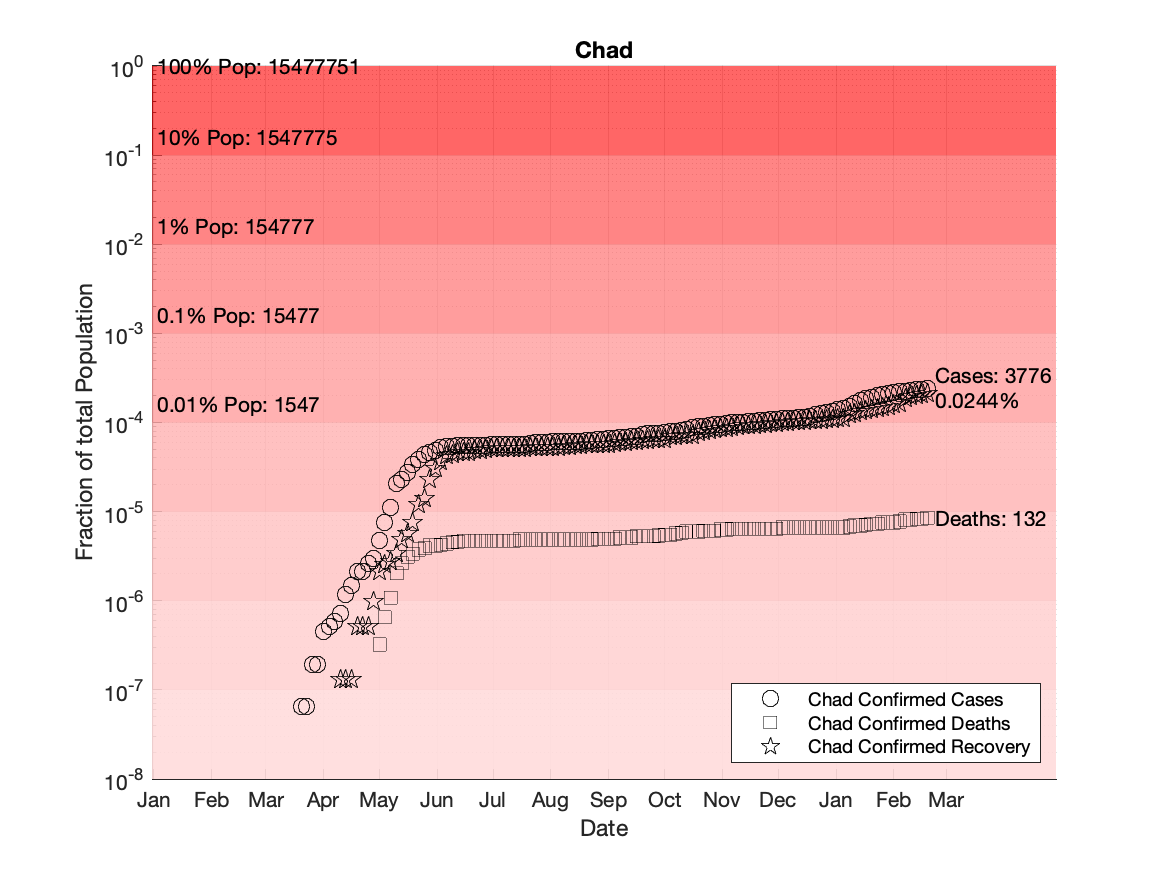 Chad
10^0
100% Pop: 15477751
10% Pop: 1547775
10^-1
1% Pop: 154777
10^-2
0.1% Pop: 15477
10^-3
Cases: 3776
0.01% Pop: 1547
0.0244%
10^-4
10^-5
Deaths: 132
10^-6
10^-7
10^-8
Fraction of total Population
Chad Confirmed Cases
Chad Confirmed Deaths
Chad Confirmed Recovery
Jan Feb Mar Apr May Jun Jul Aug Sep Oct Nov Dec Jan Feb Mar
Date